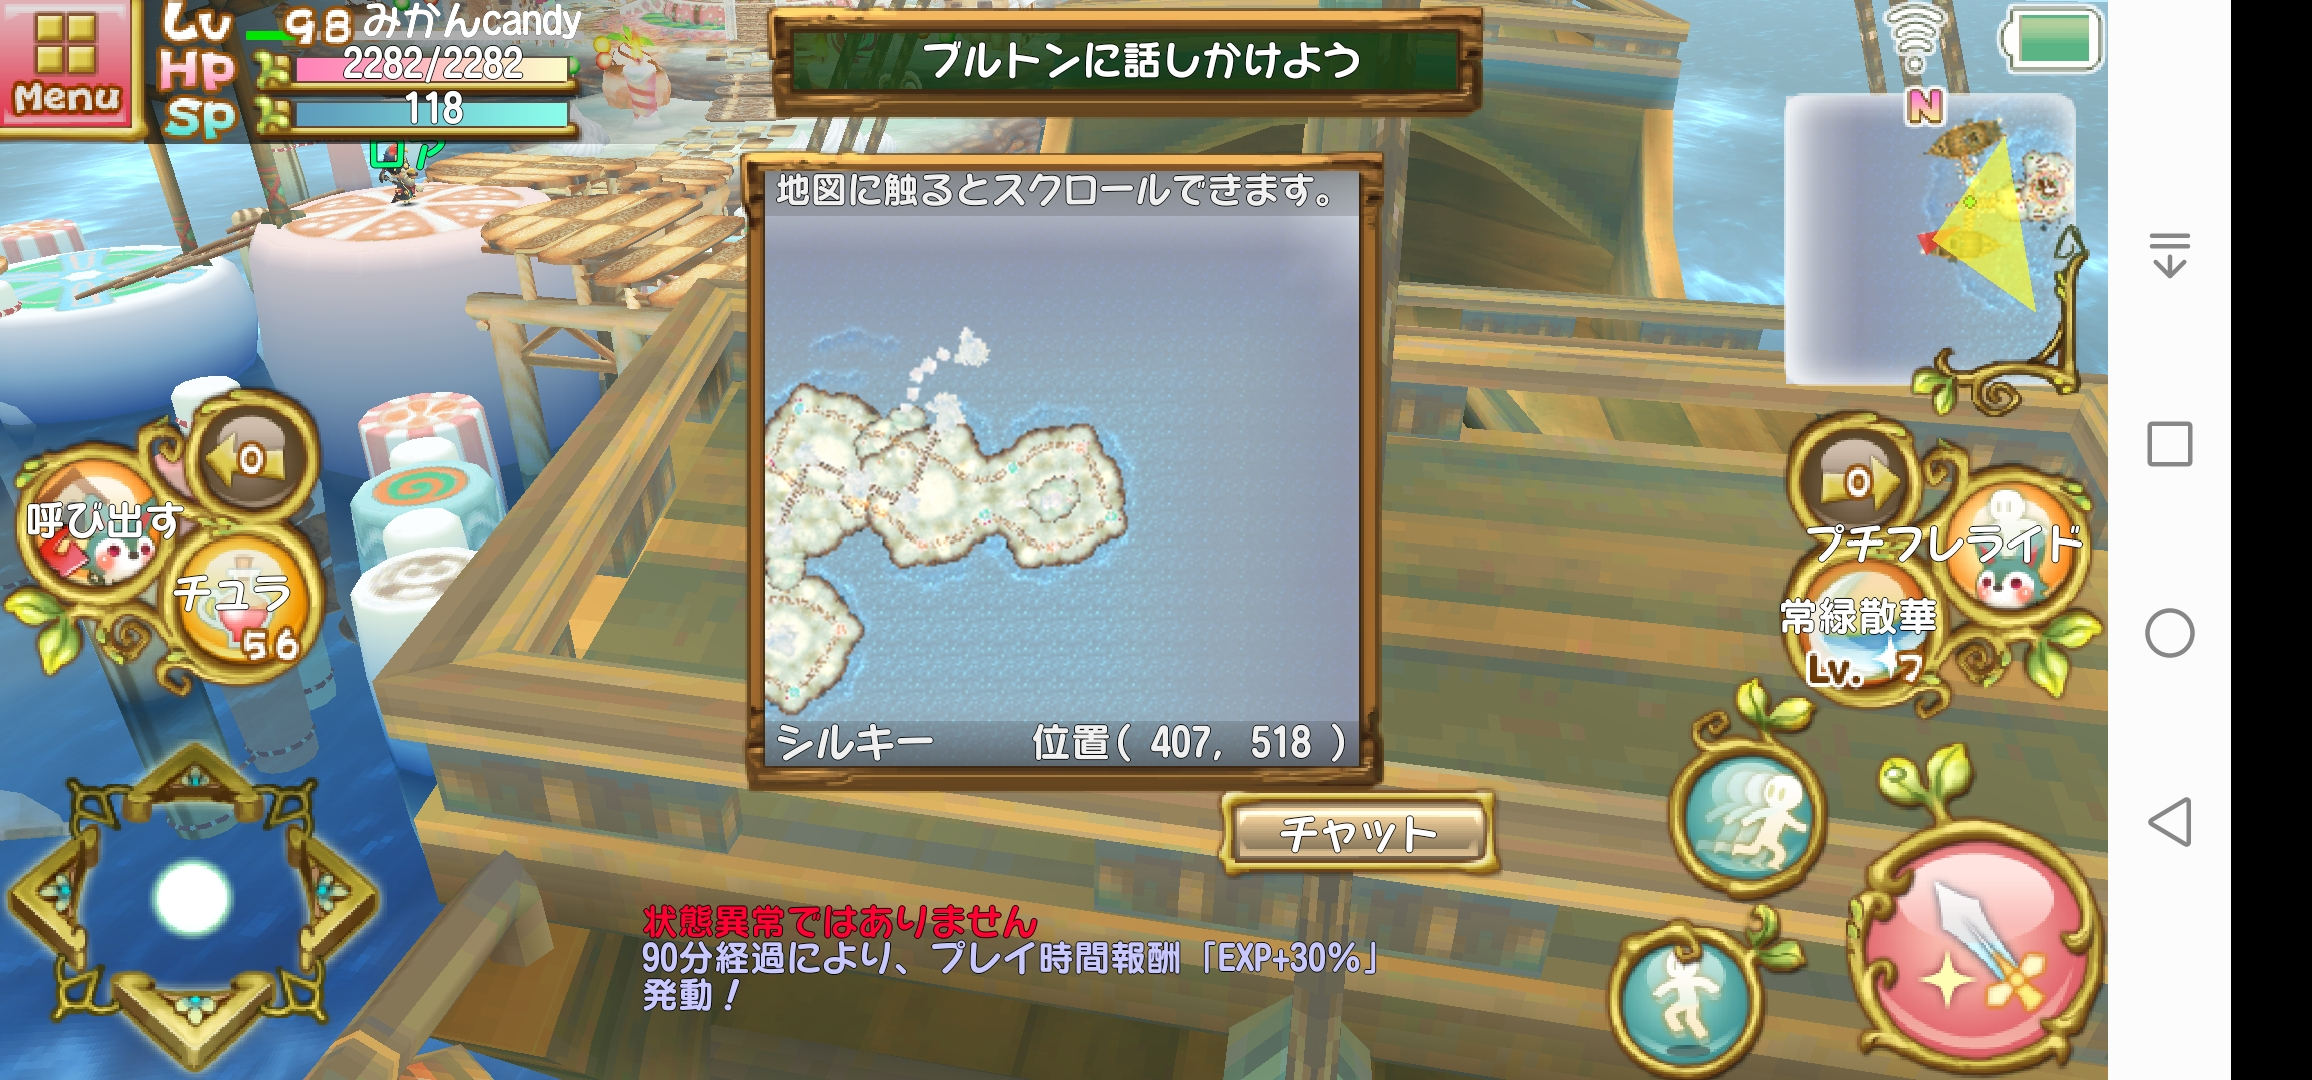 Lv 98 みかんcandy
HP 2282/2282
SP 118
Menu
ブルトンに話しかけよう
N
ロア
地図に触るとスクロールできます。
0
呼び出す
チュラ
56
0
プチフレライド
常緑散華
Lv. 7
シルキー 位置( 407, 518 )
チャット
状態異常ではありません
90分経過により、プレイ時間報酬「EXP+30%」
発動！